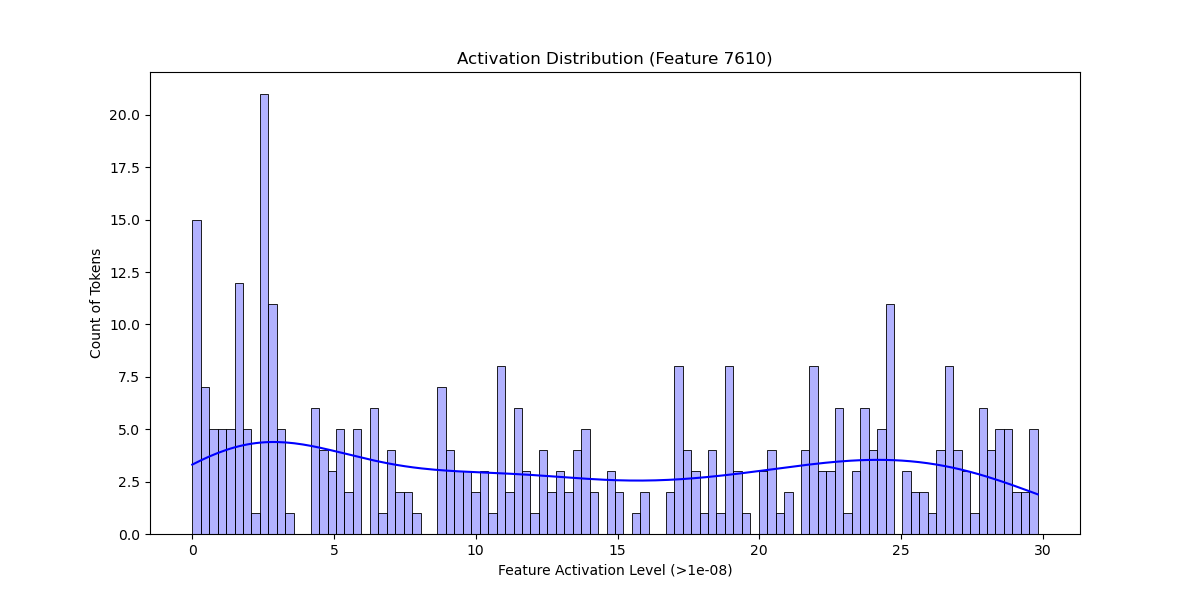 Activation Distribution (Feature 7610)
20.0
17.5
15.0
12.5
10.0
7.5
5.0
2.5
0.0
Count of Tokens
0 5 10 15 20 25 30
Feature Activation Level (>1e-08)